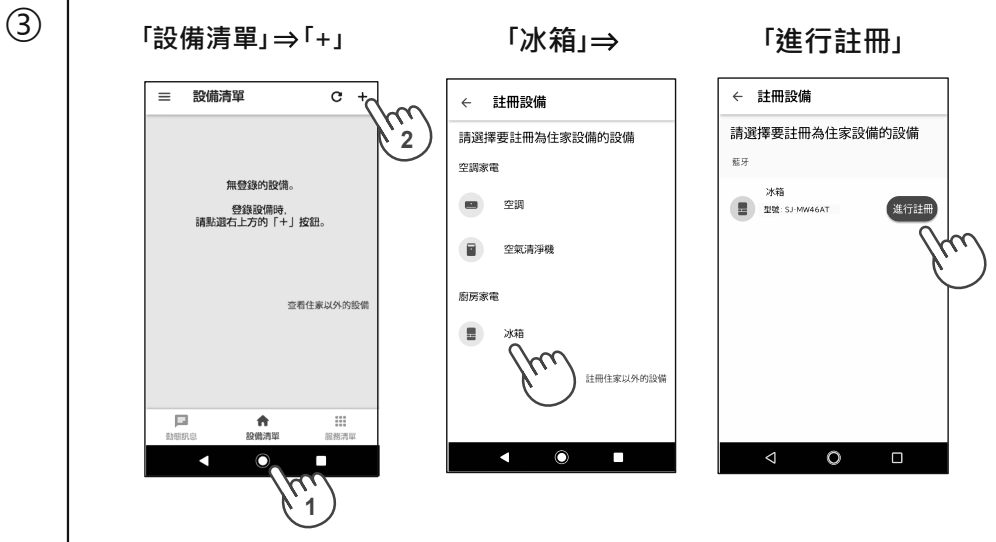 ③
「設備清單」⇒「+」
設備清單
2
無登錄的設備。
登錄設備時,
請點選右上方的「+」按鈕。
查看住家以外的設備
動態訊息
設備清單
服務清單
1
「冰箱」⇒
註冊設備
請選擇要註冊為住家設備的設備
空調家電
空調
空氣清淨機
廚房家電
冰箱
註冊住家以外的設備
「進行註冊」
註冊設備
請選擇要註冊為住家設備的設備
藍牙
冰箱
型號: SJ-MW46AT
進行註冊